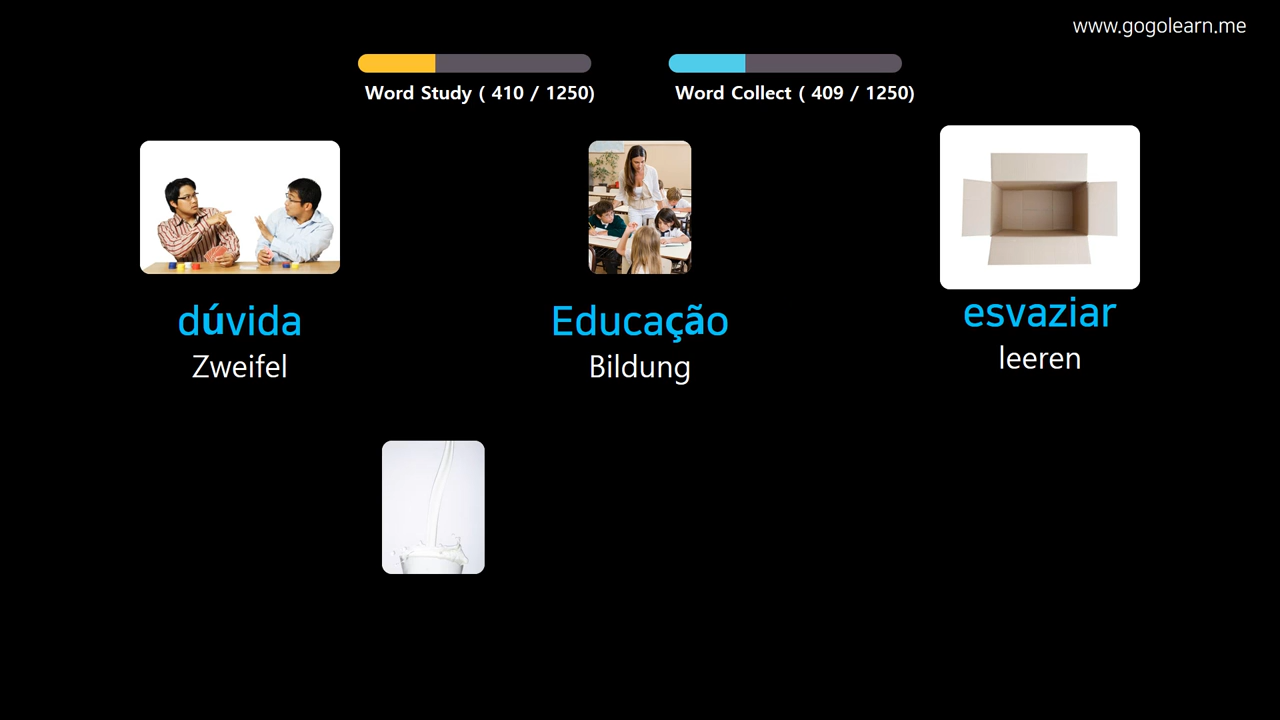 www.gogolearn.me
Word Study ( 410 / 1250)
Word Collect ( 409 / 1250)
dúvida
Zweifel
Educação
Bildung
esvaziar
leeren